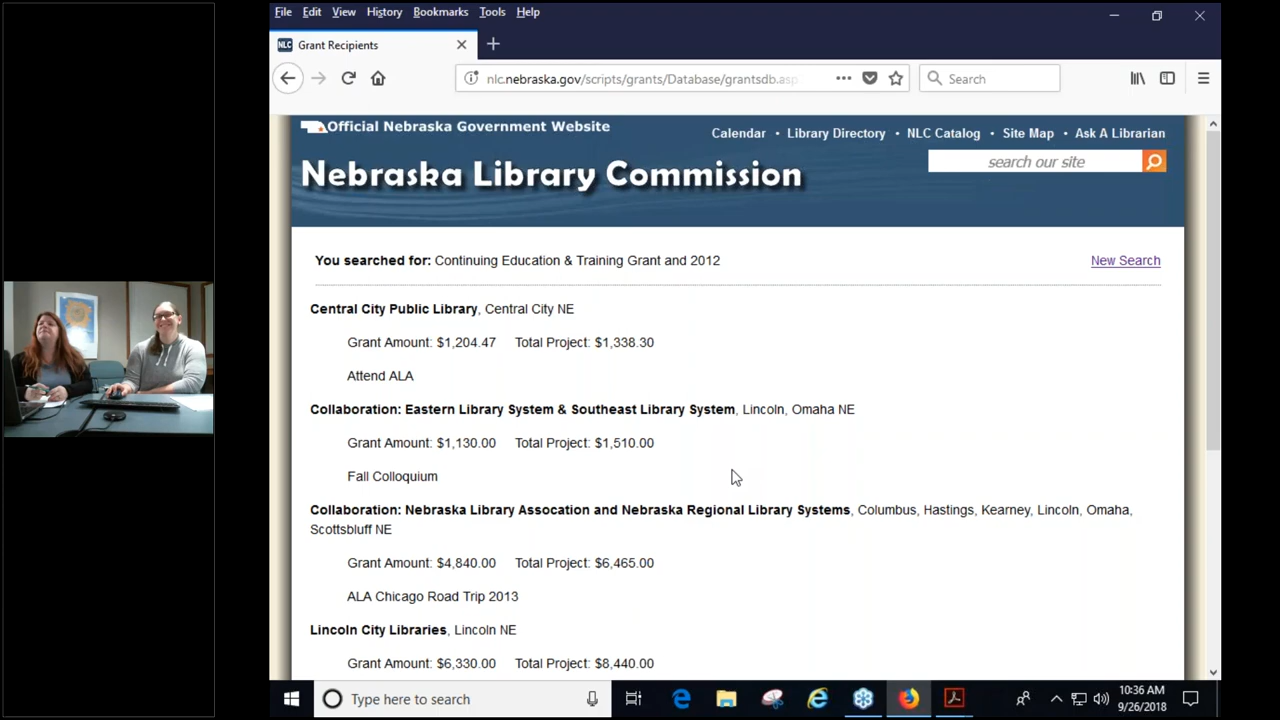 File Edit View History Bookmarks Tools Help
NLC Grant Recipients
nlc.nebraska.gov/scripts/grants/Database/grantsdb.asp
Search
Official Nebraska Government Website
Calendar • Library Directory • NLC Catalog • Site Map • Ask A Librarian
Nebraska Library Commission
search our site
You searched for: Continuing Education & Training Grant and 2012
New Search
Central City Public Library, Central City NE
Grant Amount: $1,204.47 Total Project: $1,338.30
Attend ALA
Collaboration: Eastern Library System & Southeast Library System, Lincoln, Omaha NE
Grant Amount: $1,130.00 Total Project: $1,510.00
Fall Colloquium
Collaboration: Nebraska Library Assocation and Nebraska Regional Library Systems, Columbus, Hastings, Kearney, Lincoln, Omaha,
Scottsbluff NE
Grant Amount: $4,840.00 Total Project: $6,465.00
ALA Chicago Road Trip 2013
Lincoln City Libraries, Lincoln NE
Grant Amount: $6,330.00 Total Project: $8,440.00
Type here to search
10:36 AM
9/26/2018